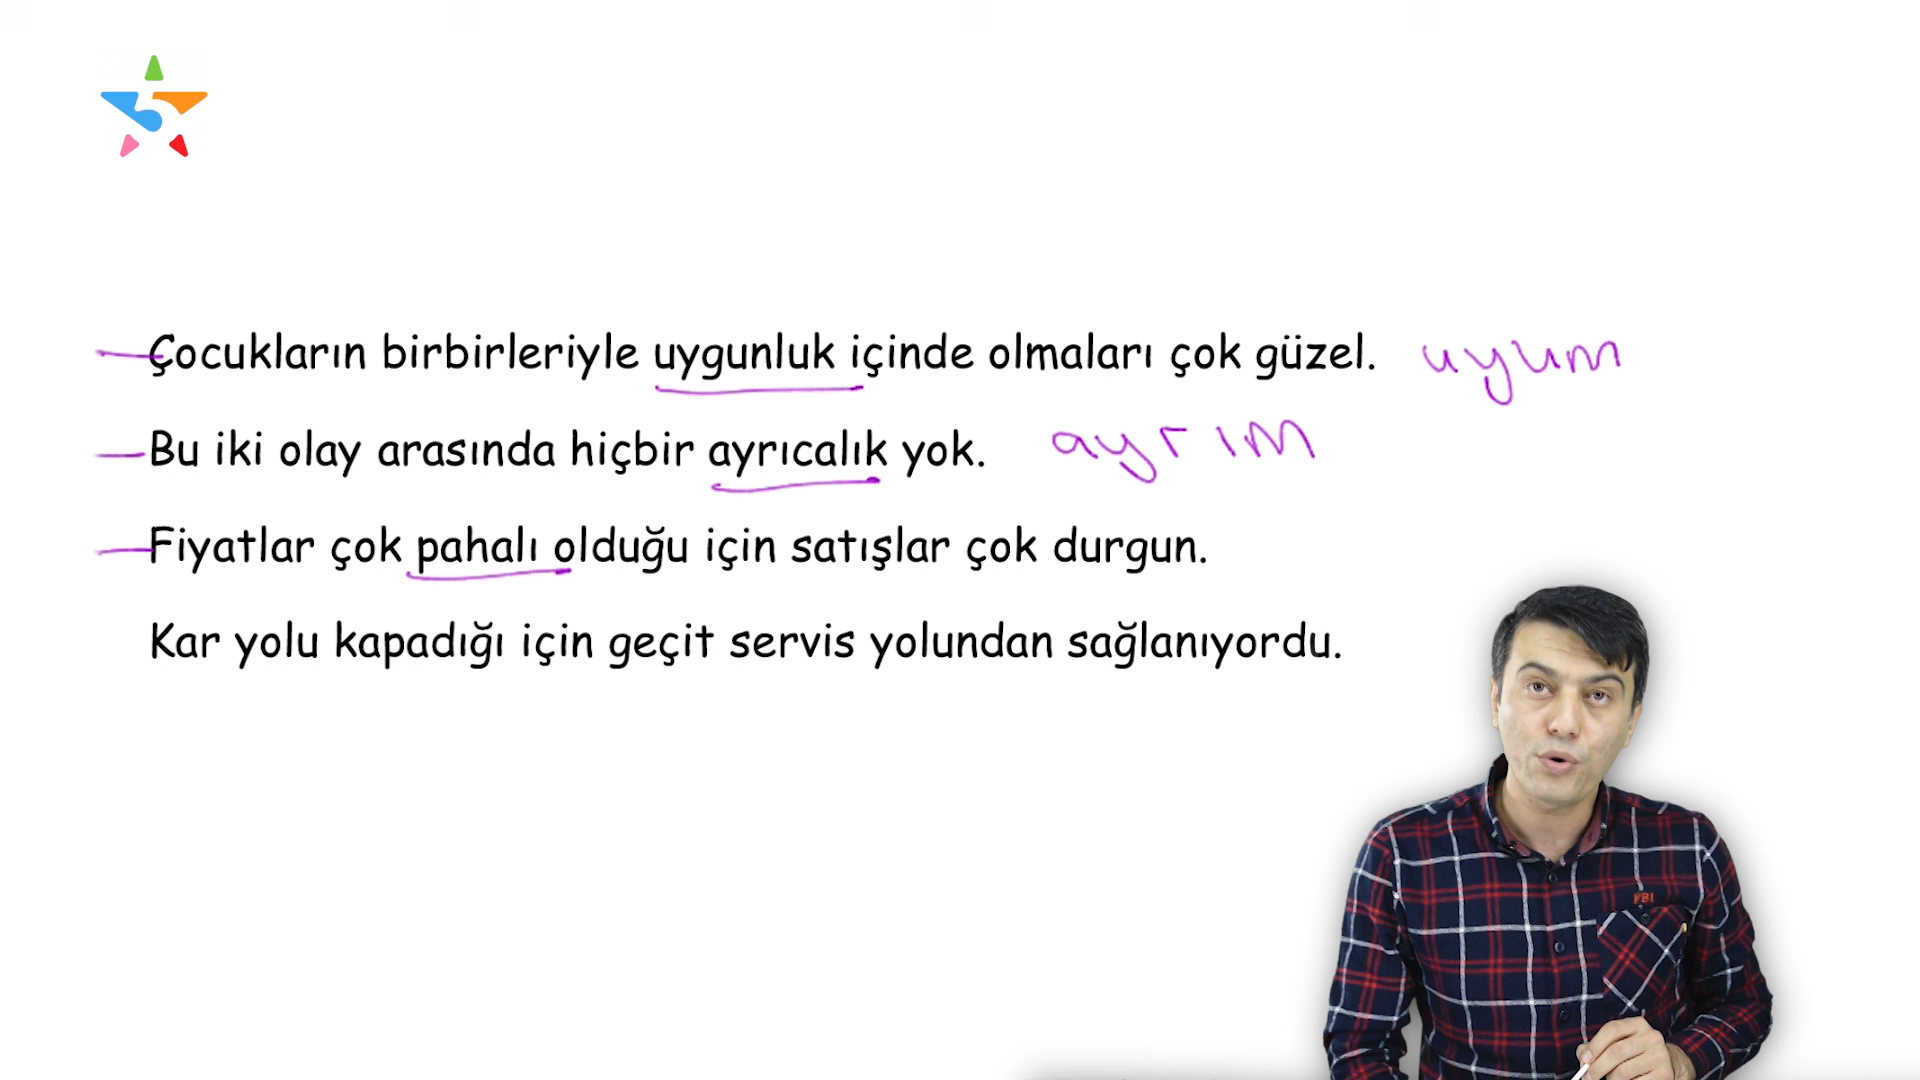 Çocukların birbirleriyle uygunluk içinde olmaları çok güzel. uyum
Bu iki olay arasında hiçbir ayrıcalık yok. ayrım
Fiyatlar çok pahalı olduğu için satışlar çok durgun.
Kar yolu kapadığı için geçit servis yolundan sağlanıyordu.
FBI